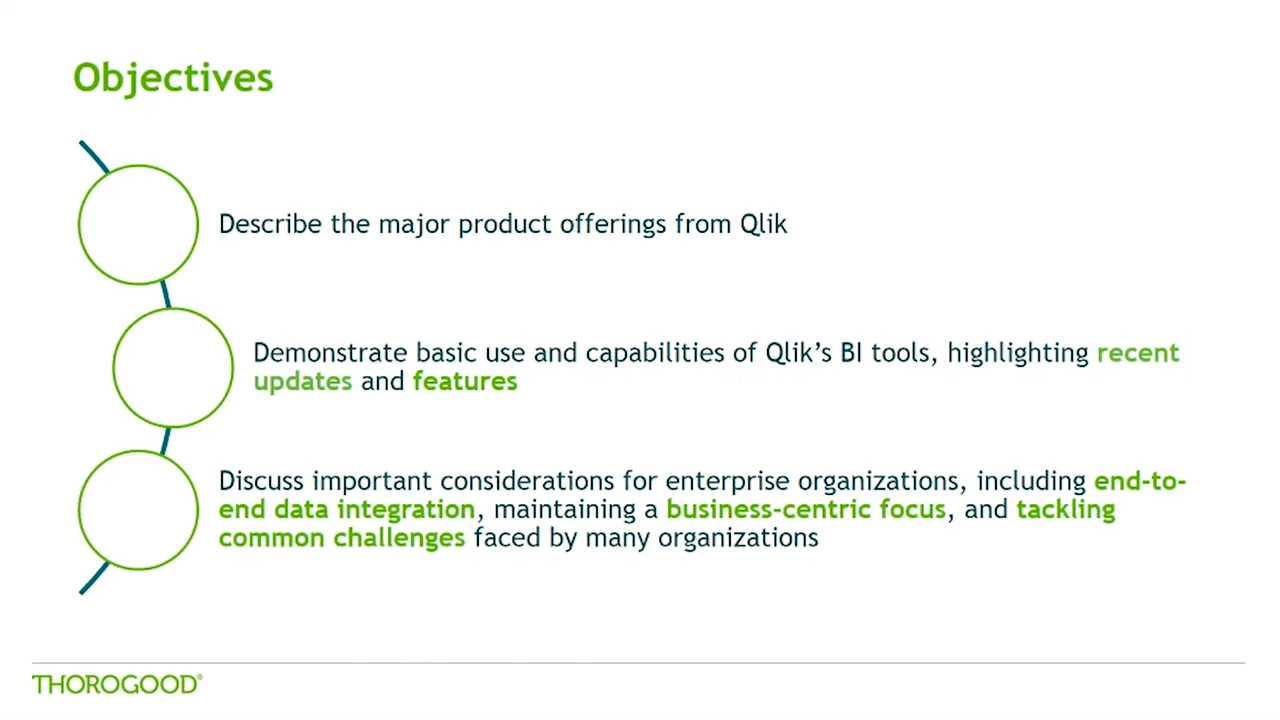 Objectives
Describe the major product offerings from Qlik
Demonstrate basic use and capabilities of Qlik’s BI tools, highlighting recent
updates and features
Discuss important considerations for enterprise organizations, including end-to-
end data integration, maintaining a business-centric focus, and tackling
common challenges faced by many organizations
THOROGOOD®